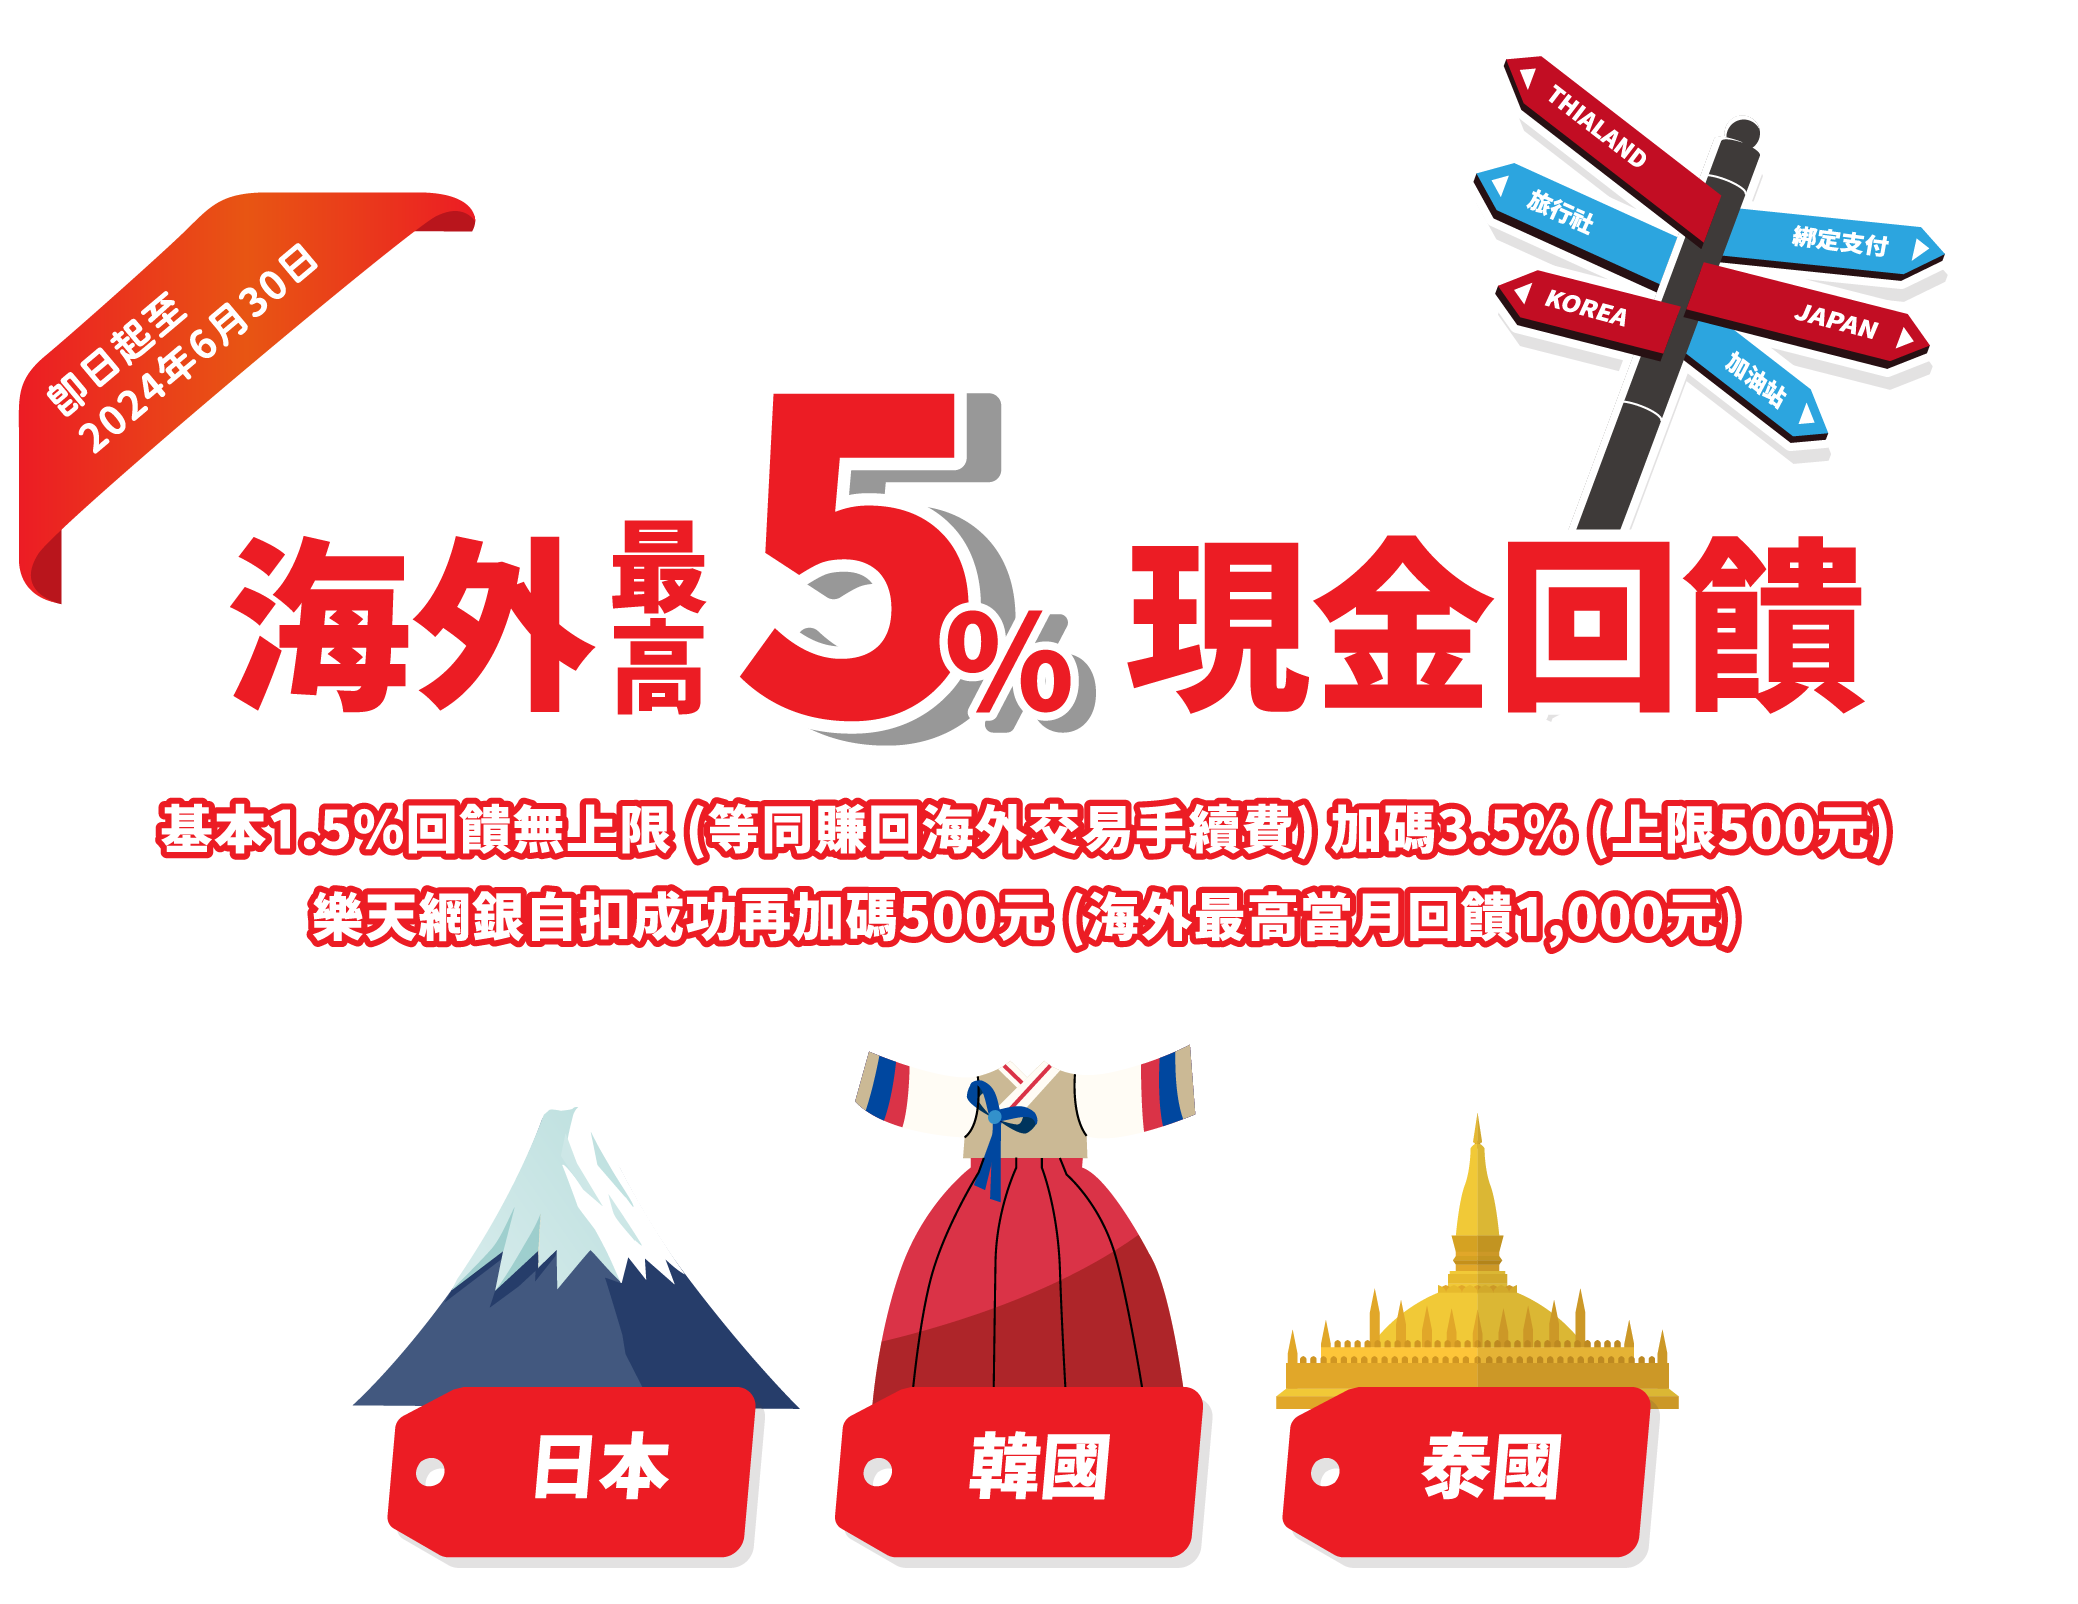 THIALAND
旅行社
綁定支付
KOREA
JAPAN
加油站
即日起至
2024年6月30日
海外最高5%現金回饋
基本1.5%回饋無上限 (等同賺回海外交易手續費) 加碼3.5% (上限500元)
樂天網銀自扣成功再加碼500元 (海外最高當月回饋1,000元)
日本
韓國
泰國